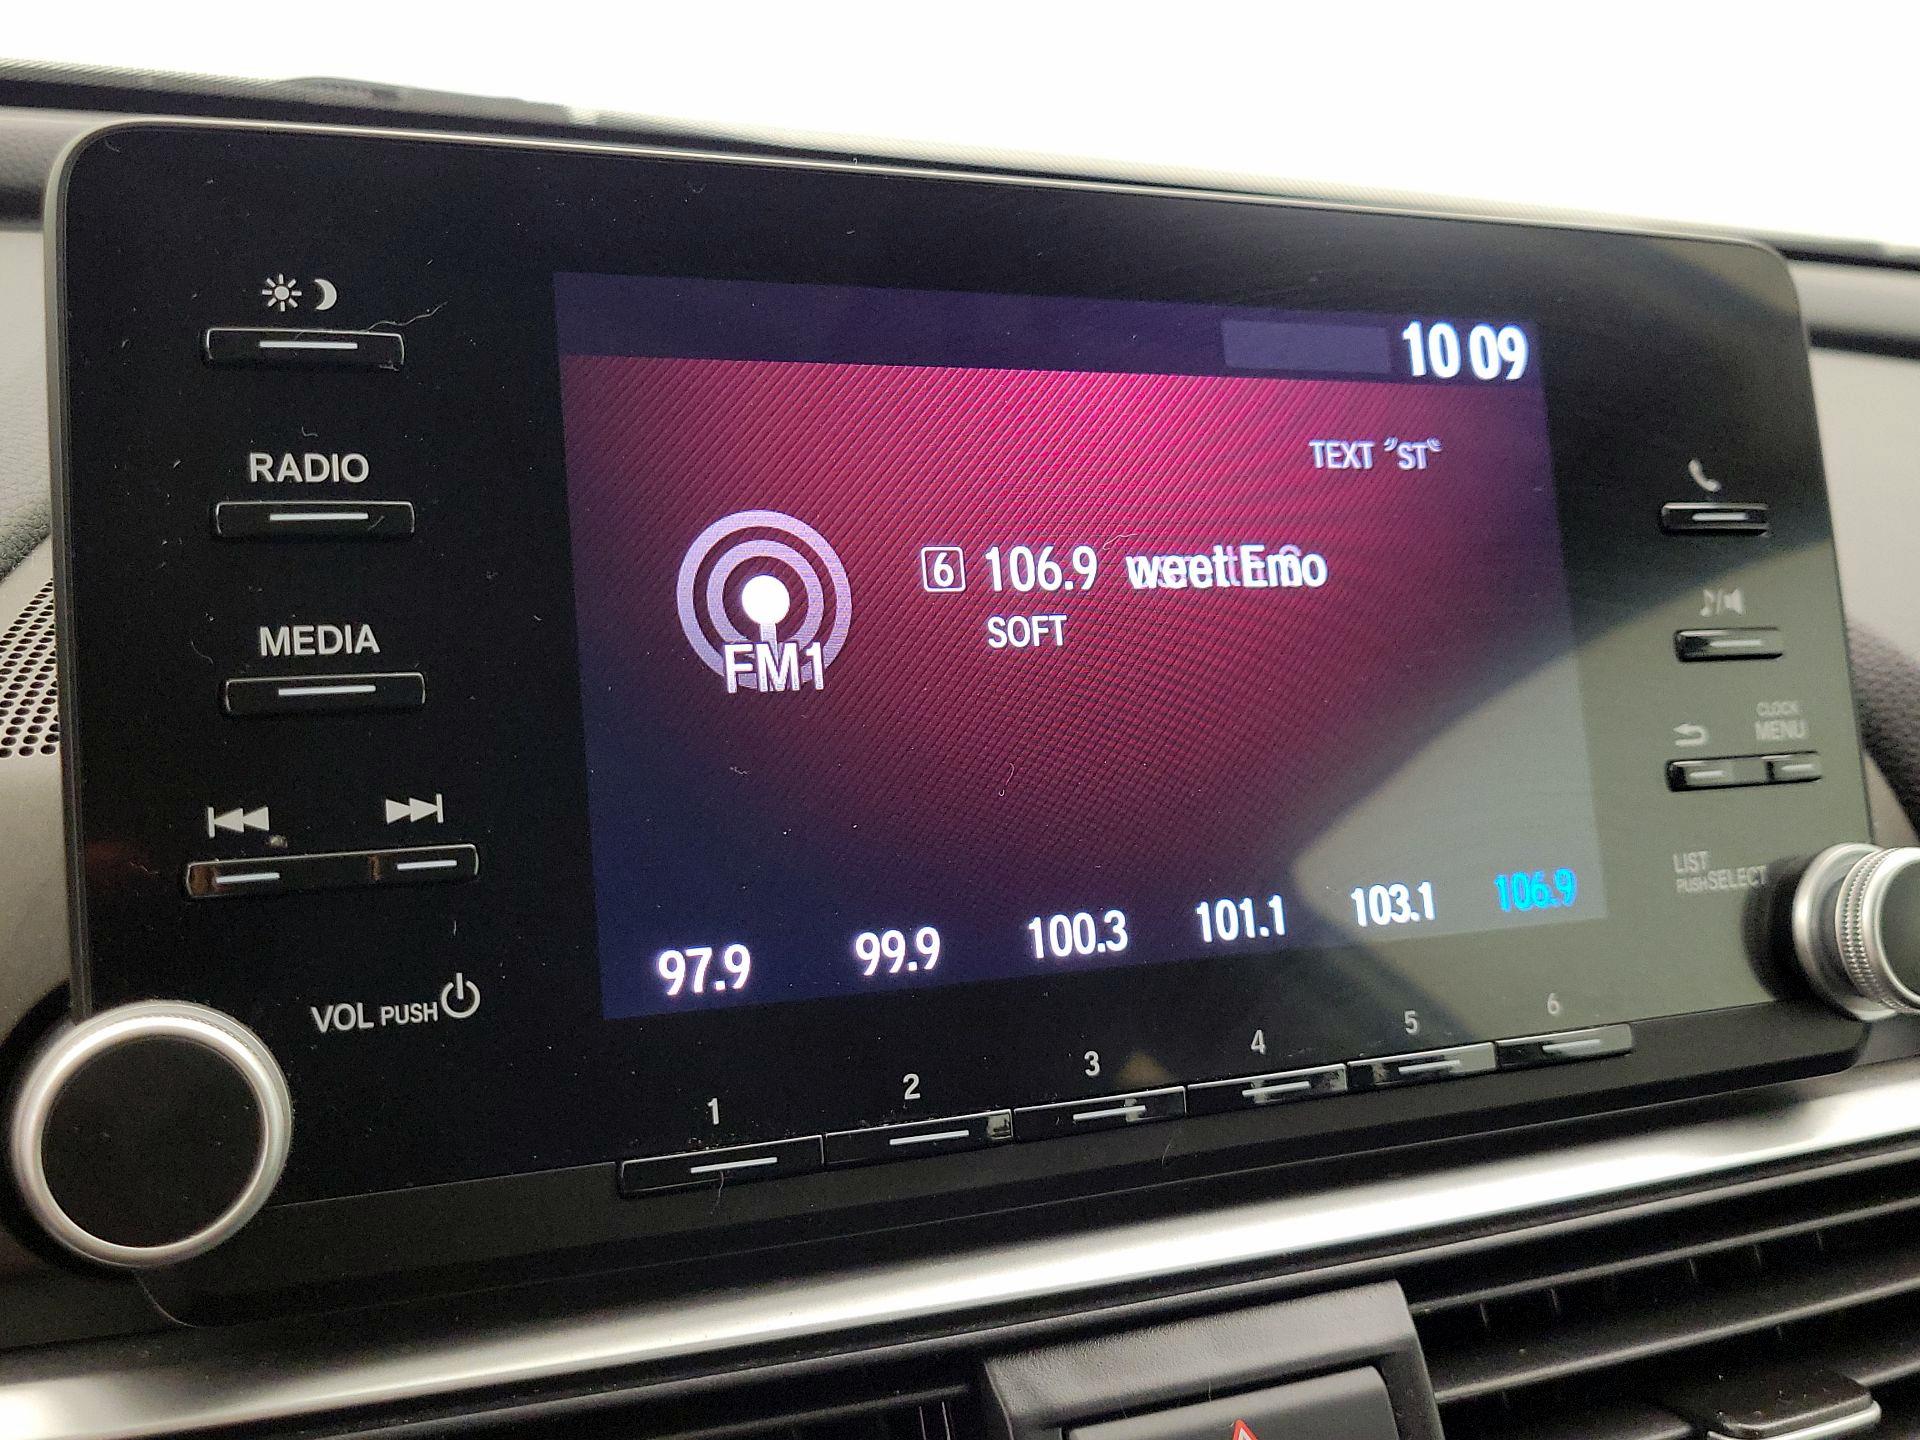 10 09
RADIO
TEXT "ST"
6 106.9
SOFT
FM1
MEDIA
CLOCK
MENU
LIST
PUSH SELECT
97.9 99.9 100.3 101.1 103.1 106.9
VOL PUSH
1 2 3 4 5 6